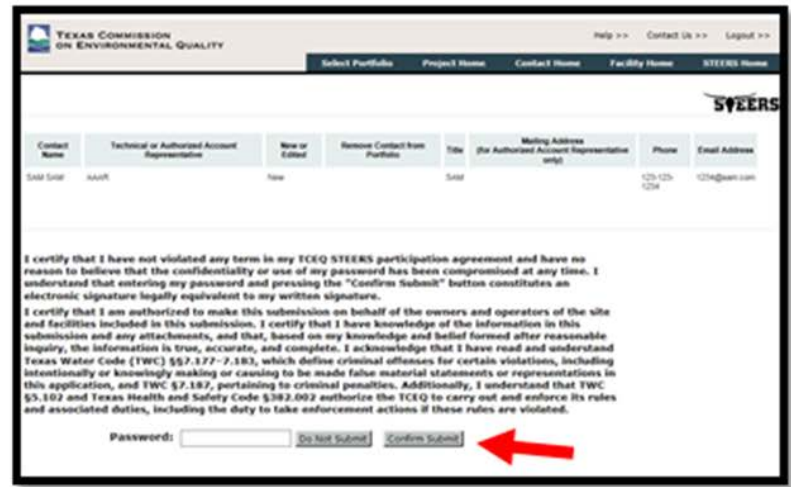 TEXAS COMMISSION
ON ENVIRONMENTAL QUALITY
Help >> Contact Us >> Logout >>
Select Portfolio Project Home Contact Home Facility Home STEERS Home
STEERS
Contact Name Technical or Authorized Account Representative New or Edited Remove Contact from Portfolio Title Mailing Address (for Authorized Account Representative only) Phone Email Address
SAM SAM AAAR New SAM 123-123-1234 1234@sam.com
I certify that I have not violated any term in my TCEQ STEERS participation agreement and have no
reason to believe that the confidentiality or use of my password has been compromised at any time. I
understand that entering my password and pressing the "Confirm Submit" button constitutes an
electronic signature legally equivalent to my written signature.
I certify that I am authorized to make this submission on behalf of the owners and operators of the site
and facilities included in this submission. I certify that I have knowledge of the information in this
submission and any attachments, and that, based on my knowledge and belief formed after reasonable
inquiry, the information is true, accurate, and complete. I acknowledge that I have read and understand
Texas Water Code (TWC) §§7.177-7.183, which define criminal offenses for certain violations, including
intentionally or knowingly making or causing to be made false material statements or representations in
this application, and TWC §7.187, pertaining to criminal penalties. Additionally, I understand that TWC
§5.102 and Texas Health and Safety Code §382.002 authorize the TCEQ to carry out and enforce its rules
and associated duties, including the duty to take enforcement actions if these rules are violated.
Password: Do Not Submit Confirm Submit